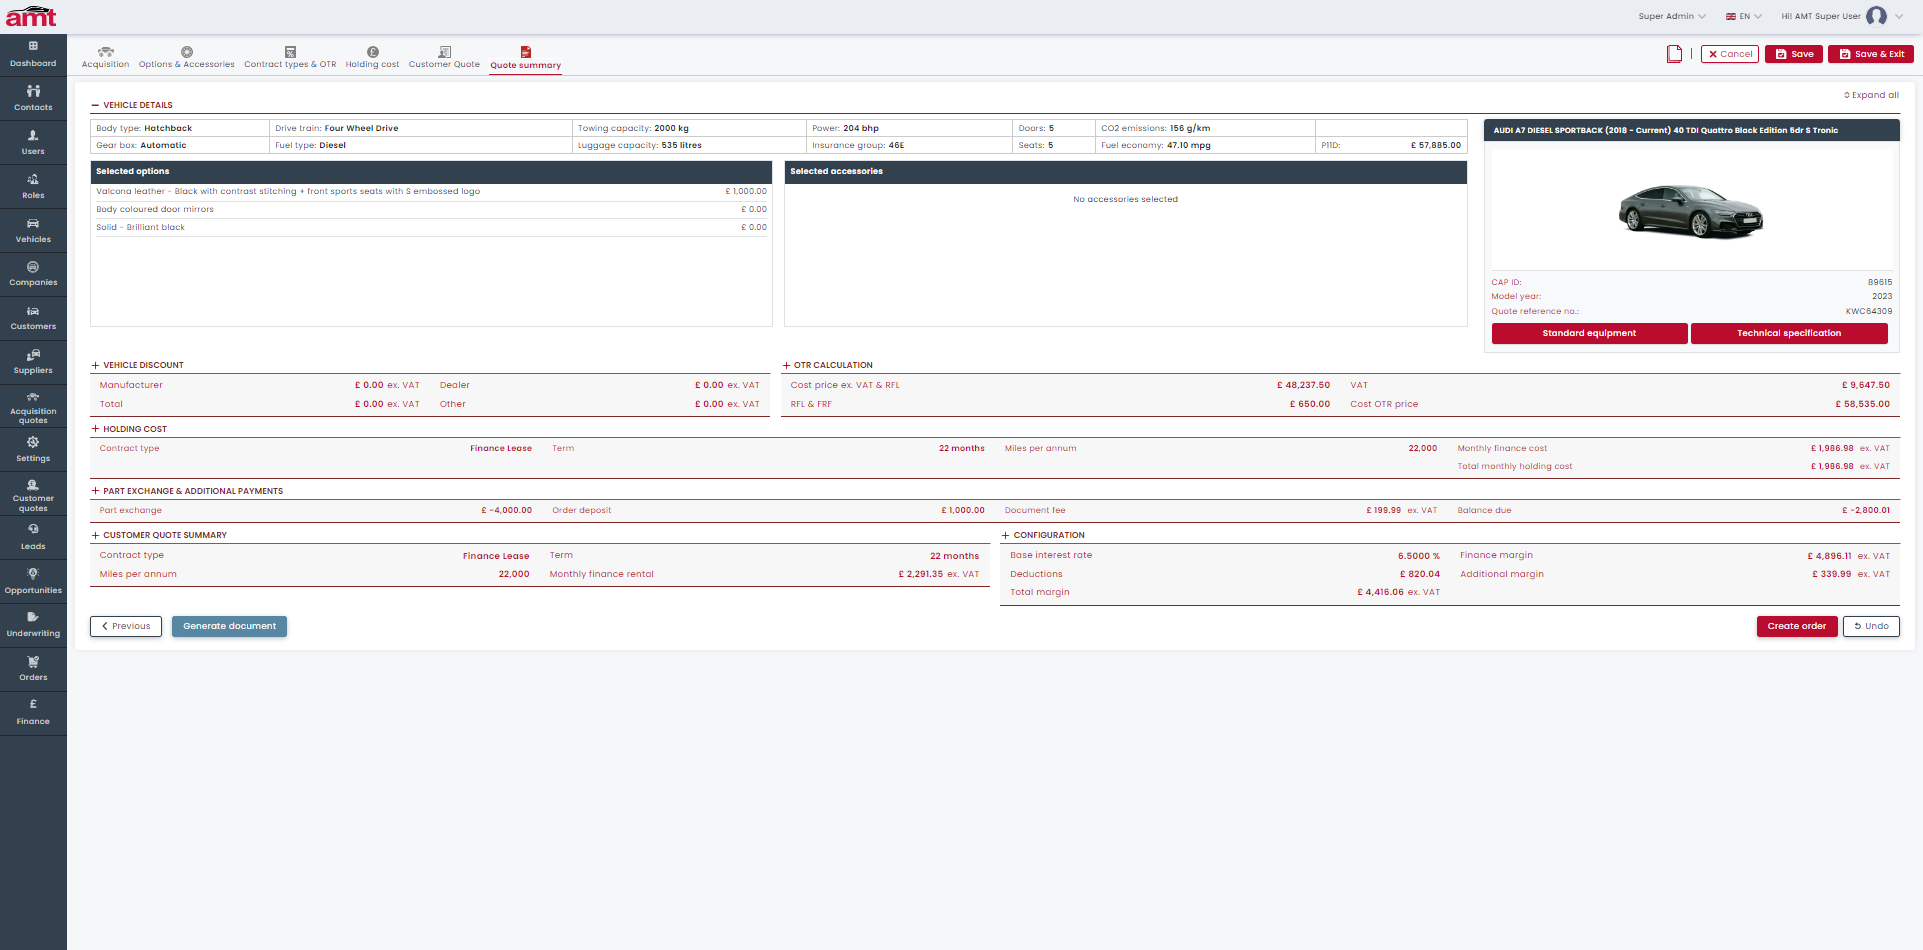 amt
Super Admin
EN
Hi! AMT Super User
Dashboard
Contacts
Users
Roles
Vehicles
Companies
Customers
Suppliers
Acquisition
quotes
Settings
Customer
quotes
Leads
Opportunities
Underwriting
Orders
Finance
Acquisition
Options & Accessories
Contract types & OTR
Holding cost
Customer Quote
Quote summary
Cancel
Save
Save & Exit
Expand all
VEHICLE DETAILS
Body type: Hatchback
Drive train: Four Wheel Drive
Towing capacity: 2000 kg
Power: 204 bhp
Doors: 5
CO2 emissions: 156 g/km
Gear box: Automatic
Fuel type: Diesel
Luggage capacity: 535 litres
Insurance group: 46E
Seats: 5
Fuel economy: 47.10 mpg
P11D: £ 57,885.00
Selected options
Valcona leather - Black with contrast stitching + front sports seats with S embossed logo £ 1,000.00
Body coloured door mirrors £ 0.00
Solid - Brilliant black £ 0.00
Selected accessories
No accessories selected
AUDI A7 DIESEL SPORTBACK (2018 - Current) 40 TDI Quattro Black Edition 5dr S Tronic
CAP ID: 89615
Model year: 2023
Quote reference no.: KWC64309
Standard equipment
Technical specification
VEHICLE DISCOUNT
Manufacturer £ 0.00 ex. VAT Dealer £ 0.00 ex. VAT
Total £ 0.00 ex. VAT Other £ 0.00 ex. VAT
OTR CALCULATION
Cost price ex. VAT & RFL £ 48,237.50 VAT £ 9,647.50
RFL & FRF £ 650.00 Cost OTR price £ 58,535.00
HOLDING COST
Contract type Finance Lease Term 22 months Miles per annum 22,000 Monthly finance cost £ 1,986.98 ex. VAT
Total monthly holding cost £ 1,986.98 ex. VAT
PART EXCHANGE & ADDITIONAL PAYMENTS
Part exchange £ -4,000.00 Order deposit £ 1,000.00 Document fee £ 199.99 ex. VAT Balance due £ -2,800.01
CUSTOMER QUOTE SUMMARY
Contract type Finance Lease Term 22 months
Miles per annum 22,000 Monthly finance rental £ 2,291.35 ex. VAT
CONFIGURATION
Base interest rate 6.5000 % Finance margin £ 4,896.11 ex. VAT
Deductions £ 820.04 Additional margin £ 339.99 ex. VAT
Total margin £ 4,416.06 ex. VAT
Previous
Generate document
Create order
Undo